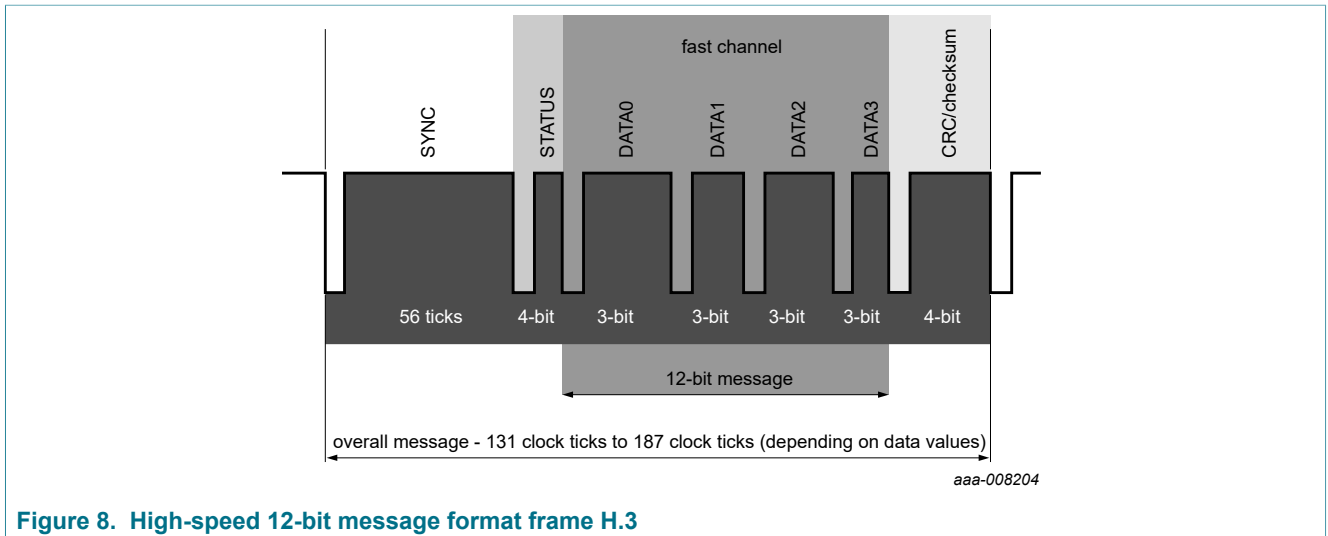 fast channel
SYNC
STATUS
DATA0
DATA1
DATA2
DATA3
CRC/checksum
56 ticks
4-bit
3-bit
3-bit
3-bit
3-bit
4-bit
12-bit message
overall message - 131 clock ticks to 187 clock ticks (depending on data values)
aaa-008204
Figure 8. High-speed 12-bit message format frame H.3